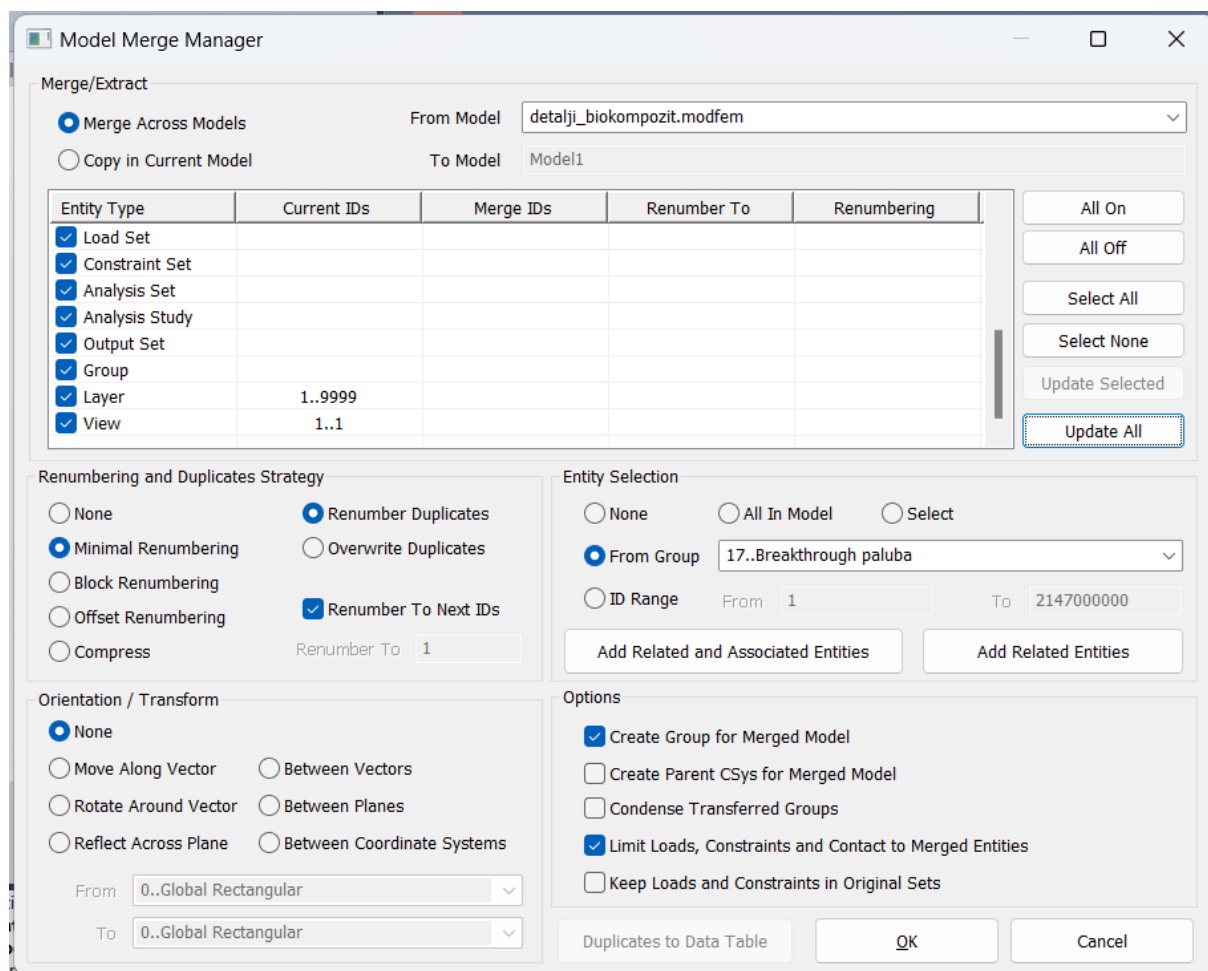 Model Merge Manager
Merge/Extract
Merge Across Models
From Model detalji_biokompozit.modfem
Copy in Current Model
To Model Model1
Entity Type Current IDs Merge IDs Renumber To Renumbering
Load Set
Constraint Set
Analysis Set
Analysis Study
Output Set
Group
Layer 1..9999
View 1..1
All On
All Off
Select All
Select None
Update Selected
Update All
Renumbering and Duplicates Strategy
None
Renumber Duplicates
Minimal Renumbering
Overwrite Duplicates
Block Renumbering
Offset Renumbering
Renumber To Next IDs
Compress
Renumber To 1
Entity Selection
None All In Model Select
From Group 17..Breakthrough paluba
ID Range From 1 To 2147000000
Add Related and Associated Entities Add Related Entities
Orientation / Transform
None
Move Along Vector Between Vectors
Rotate Around Vector Between Planes
Reflect Across Plane Between Coordinate Systems
From 0..Global Rectangular
To 0..Global Rectangular
Options
Create Group for Merged Model
Create Parent CSys for Merged Model
Condense Transferred Groups
Limit Loads, Constraints and Contact to Merged Entities
Keep Loads and Constraints in Original Sets
Duplicates to Data Table OK Cancel